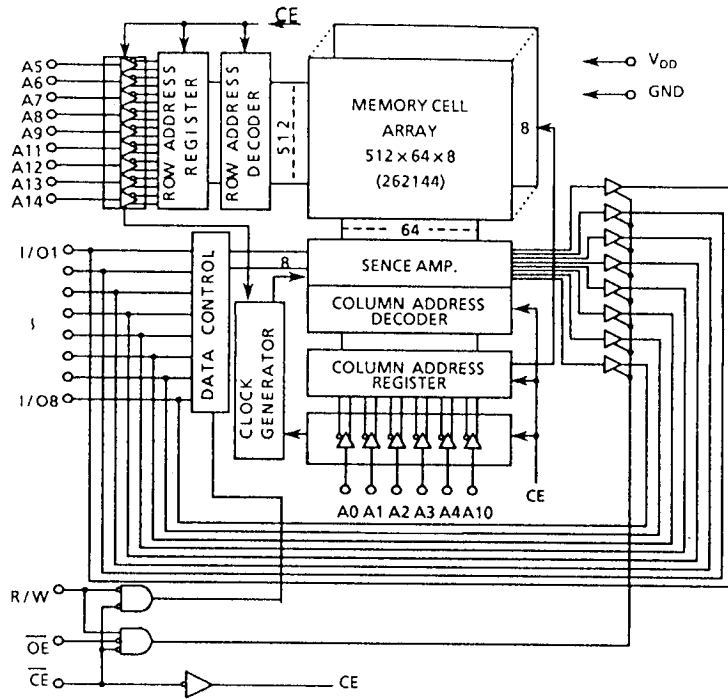 CE
A5
A6
A7
A8
A9
A11
A12
A13
A14
ROW ADDRESS
REGISTER
ROW ADDRESS
DECODER
512
MEMORY CELL
ARRAY
512×64×8
(262144)
8
VDD
GND
64
I/O1
I/O8
DATA CONTROL
8
CLOCK
GENERATOR
SENCE AMP.
COLUMN ADDRESS
DECODER
COLUMN ADDRESS
REGISTER
A0 A1 A2 A3 A4 A10
CE
R/W
OE
CE
CE